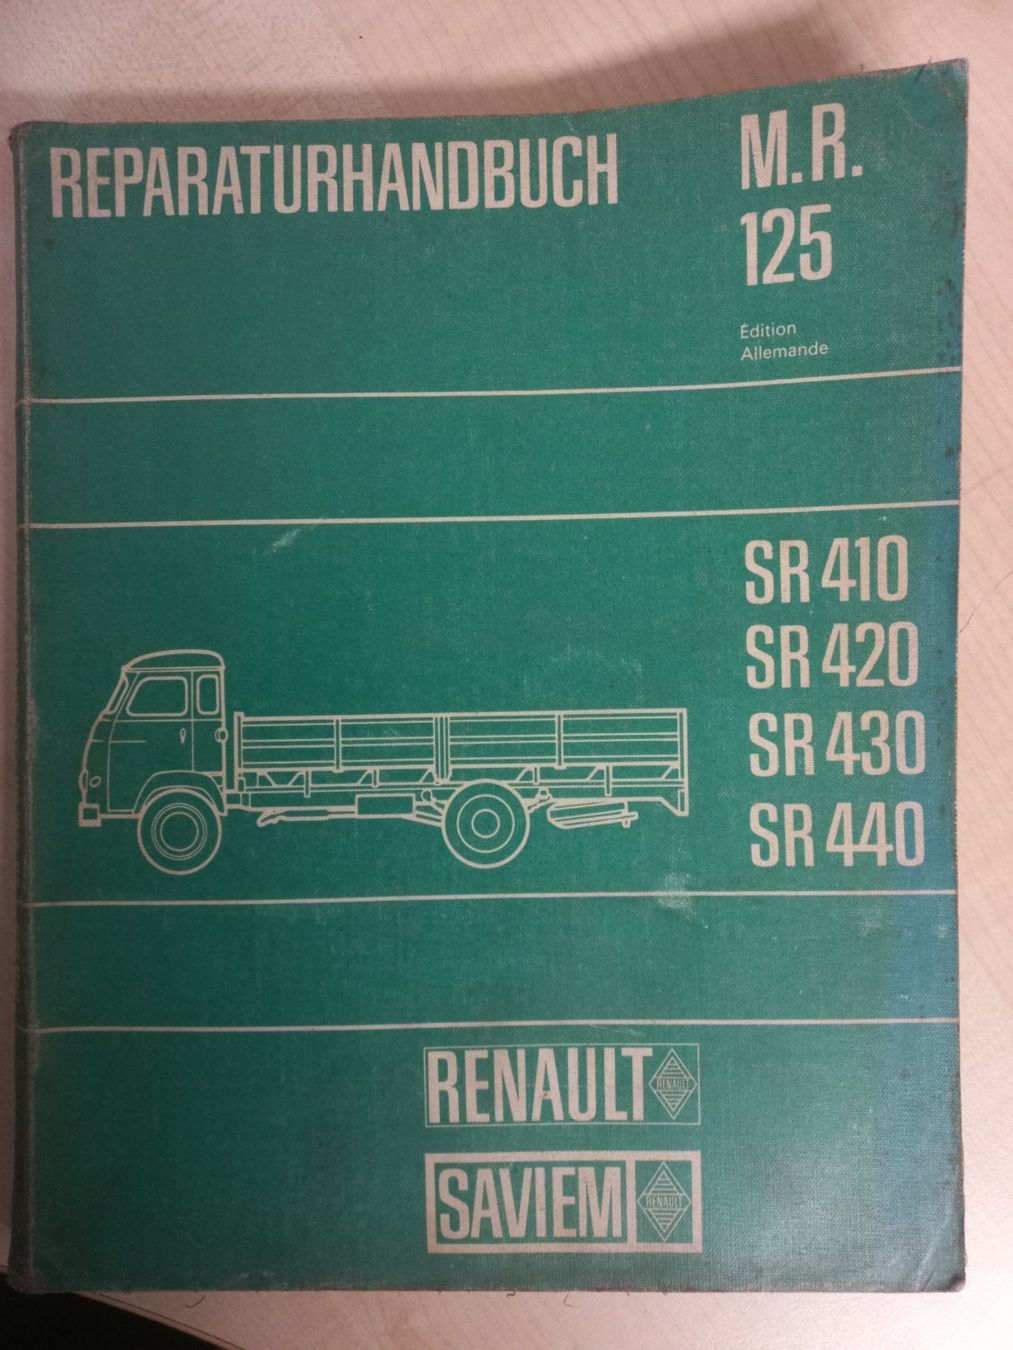 REPARATURHANDBUCH
M.R.
125
Édition
Allemande
SR 410
SR 420
SR 430
SR 440
RENAULT
RENAULT
SAVIEM
RENAULT